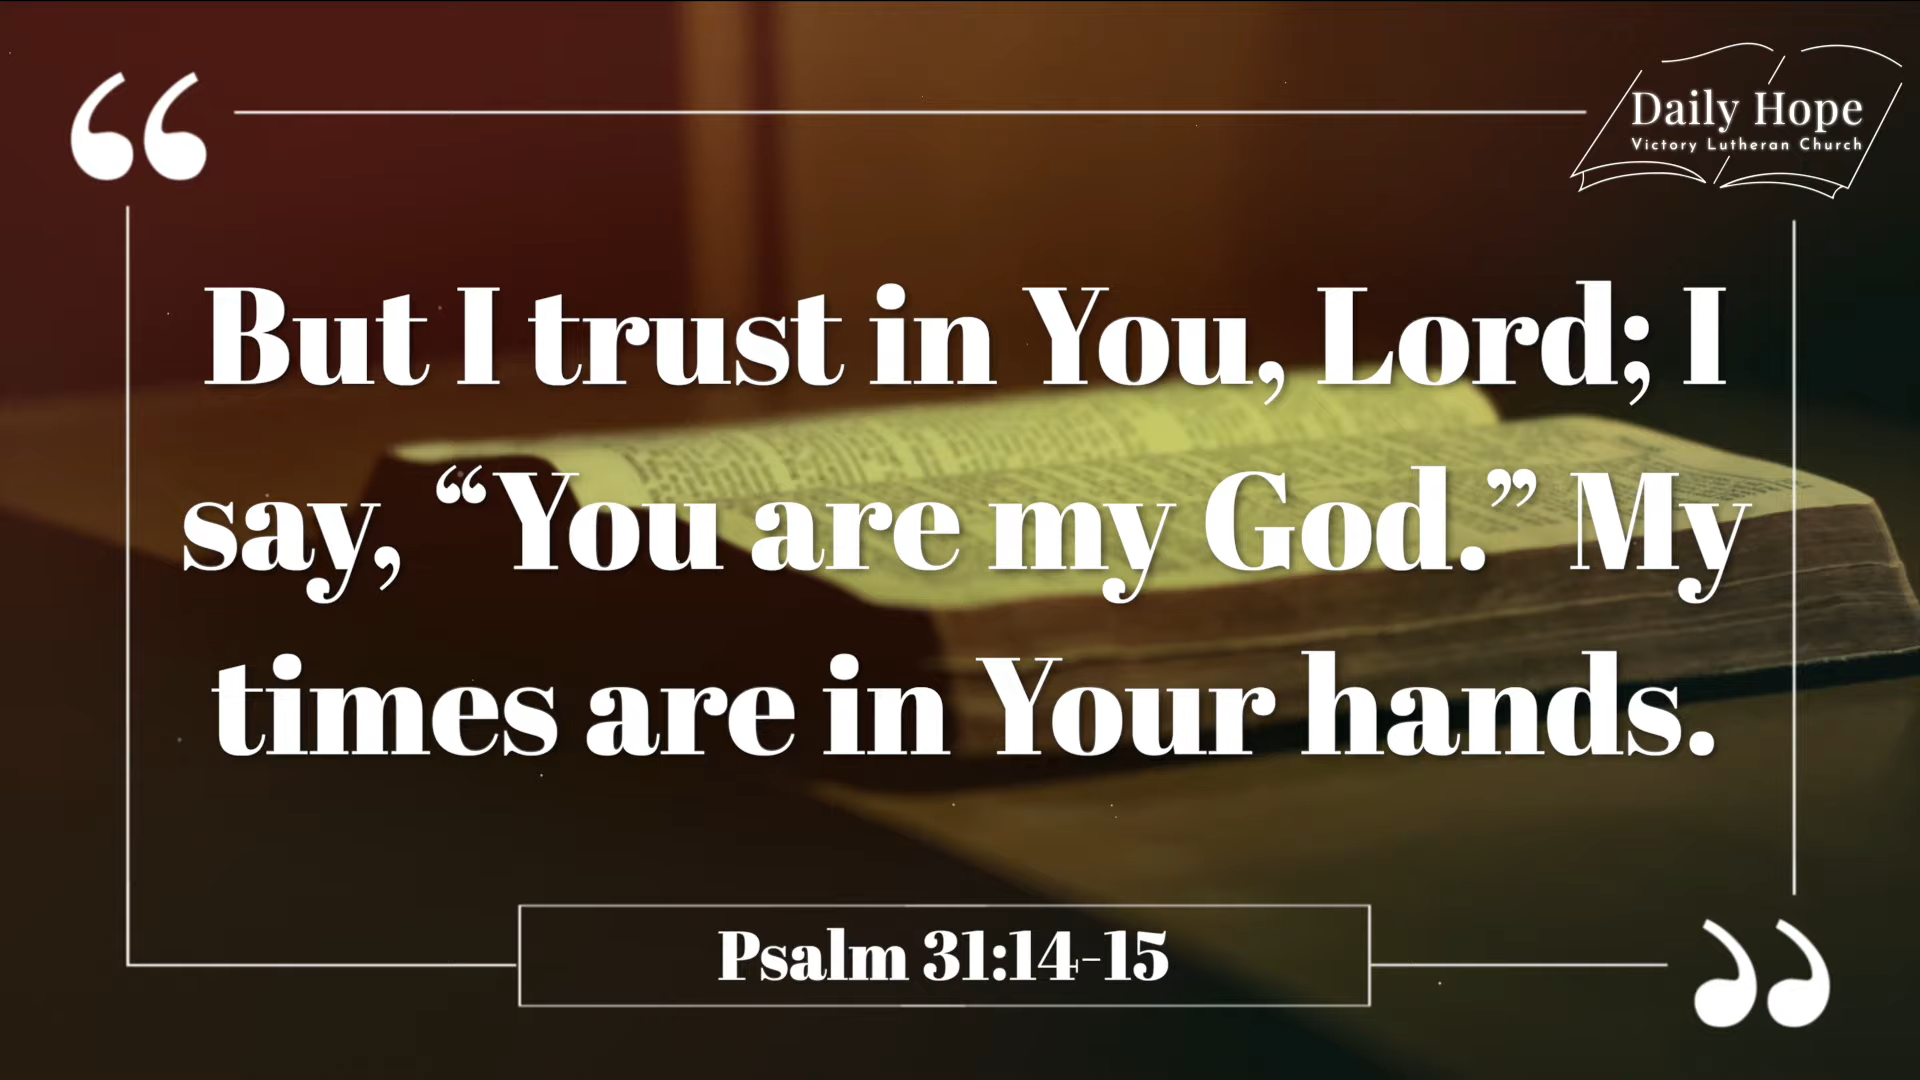 Daily Hope
Victory Lutheran Church
But I trust in You, Lord; I
say, “You are my God.” My
times are in Your hands.
Psalm 31:14-15